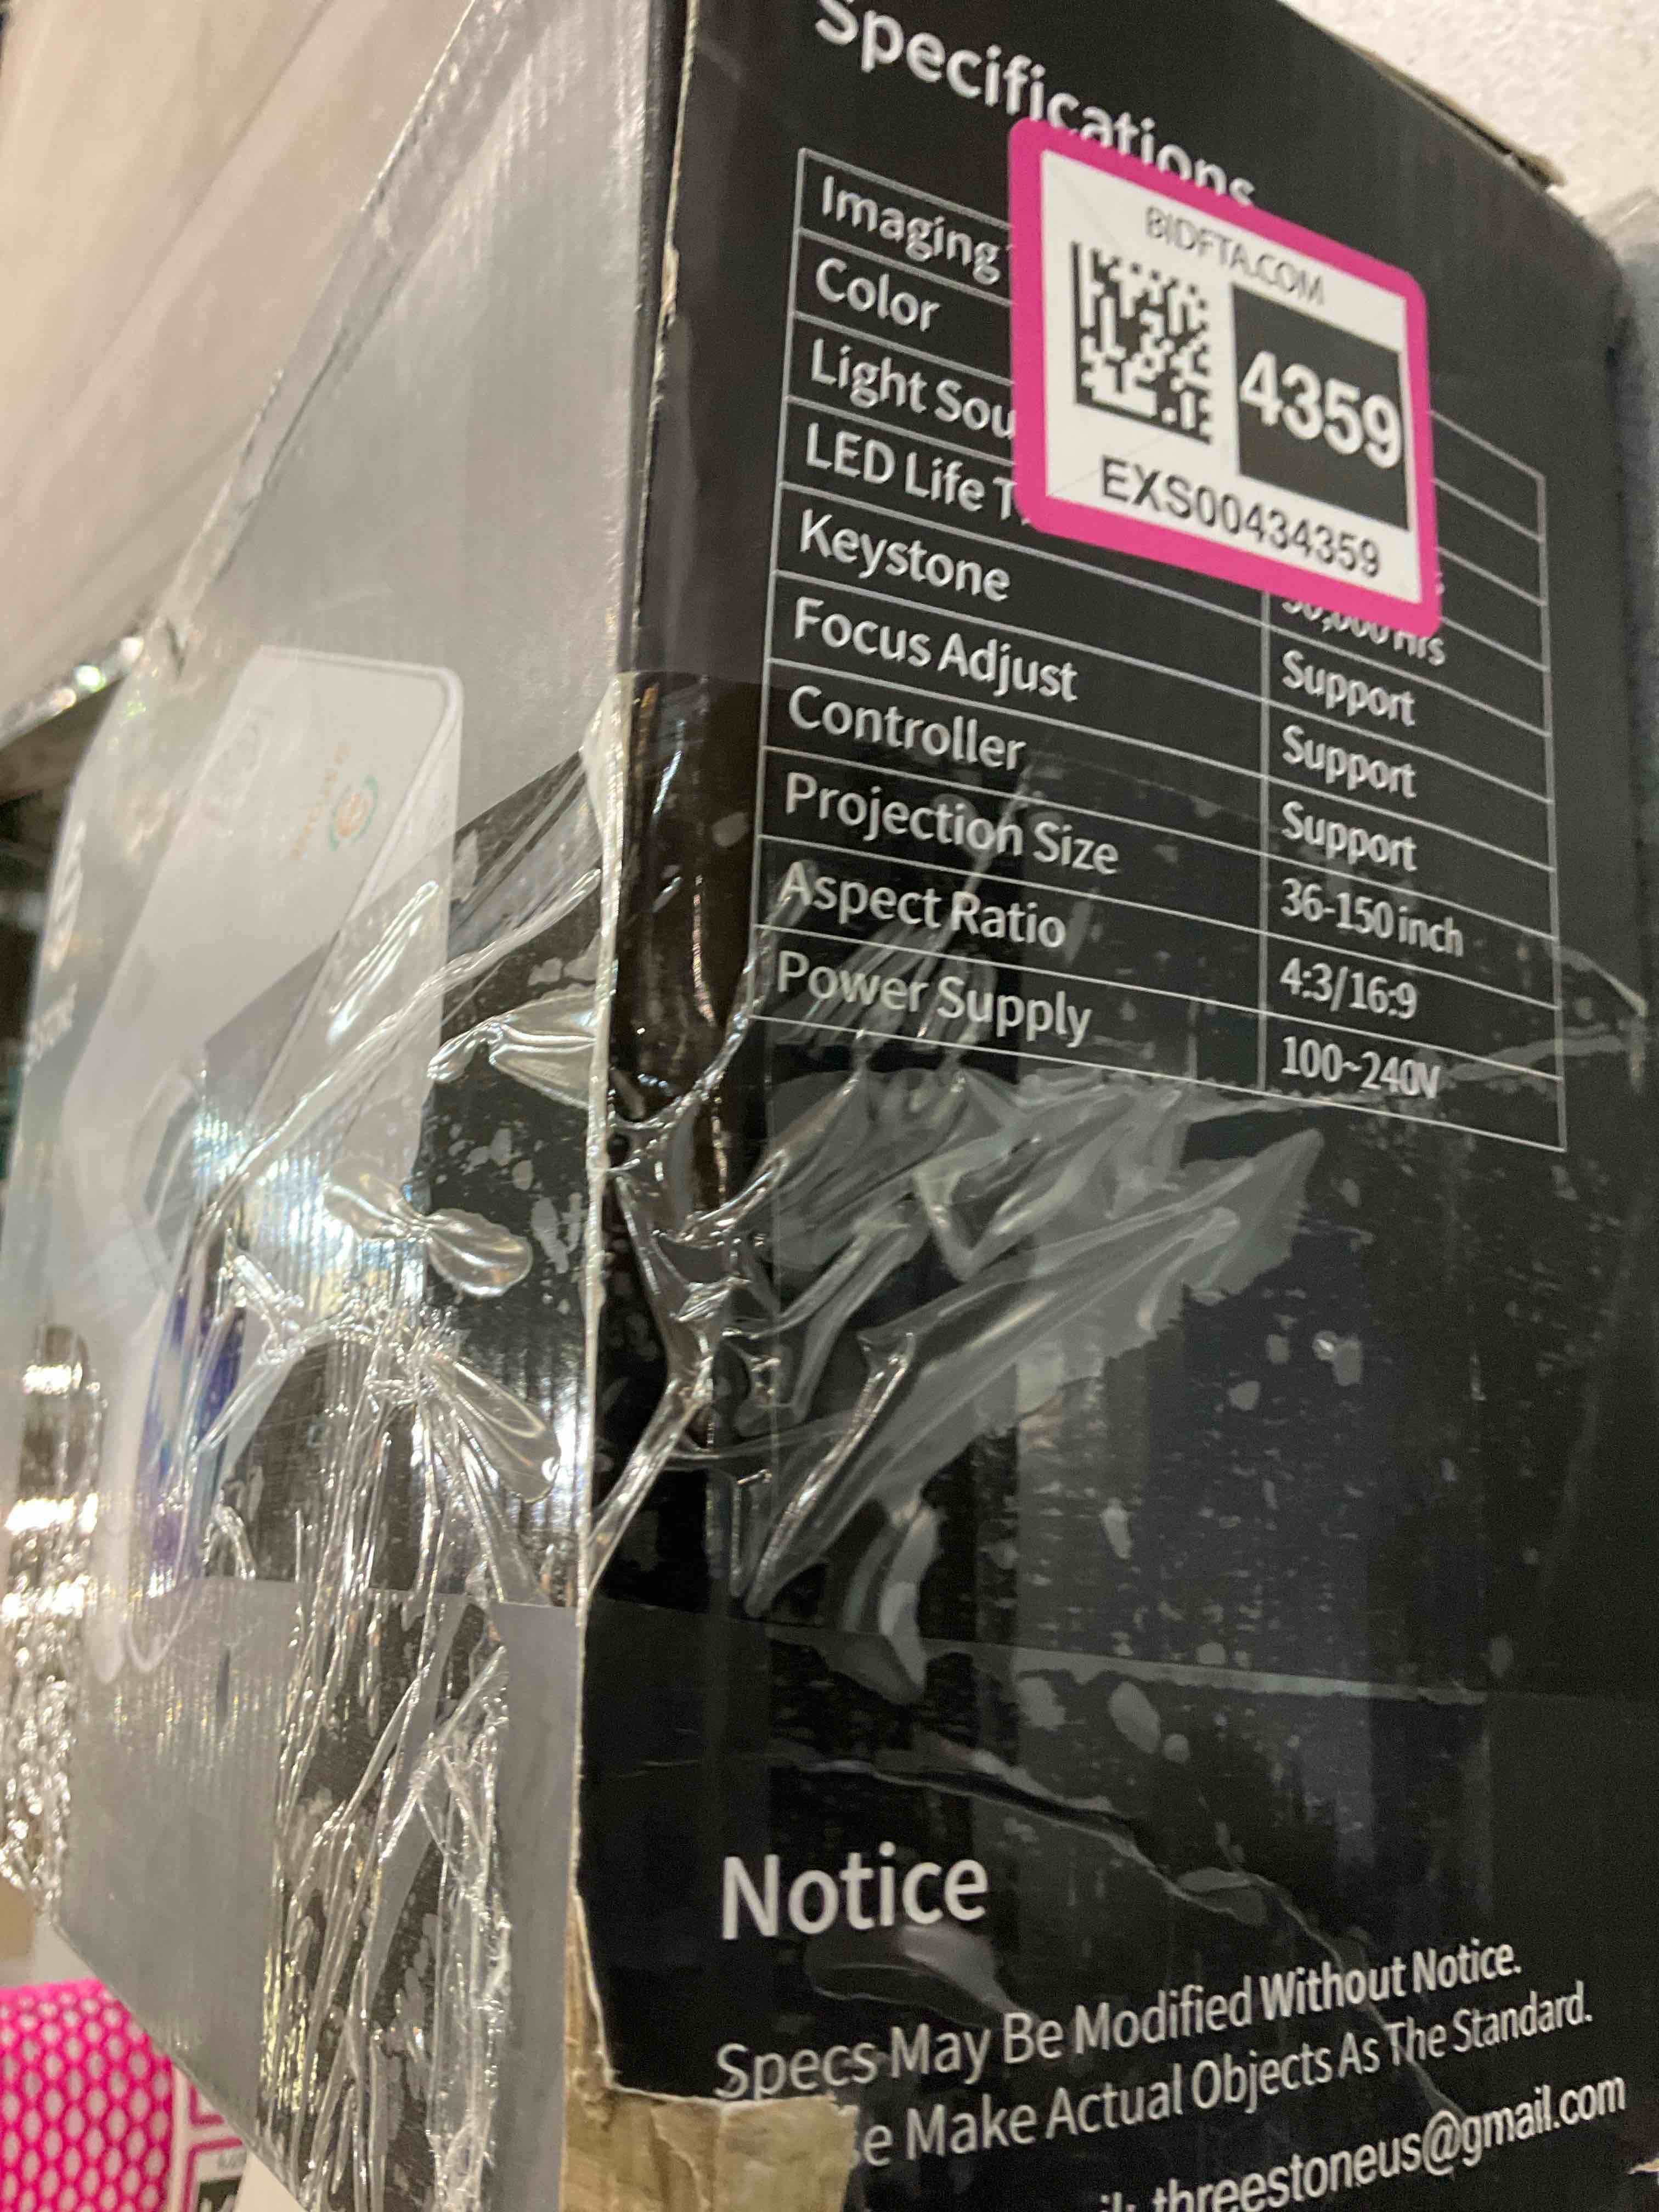 Specifications
BIDFTA.COM
4359
EXS00434359
Imaging
Color
Light Sou
LED Life T
Hrs
Keystone Support
Focus Adjust Support
Controller Support
Projection Size 36-150 inch
Aspect Ratio 4:3/16:9
Power Supply 100~240V
Notice
Specs May Be Modified Without Notice.
e Make Actual Objects As The Standard.
threestoneus@gmail.com